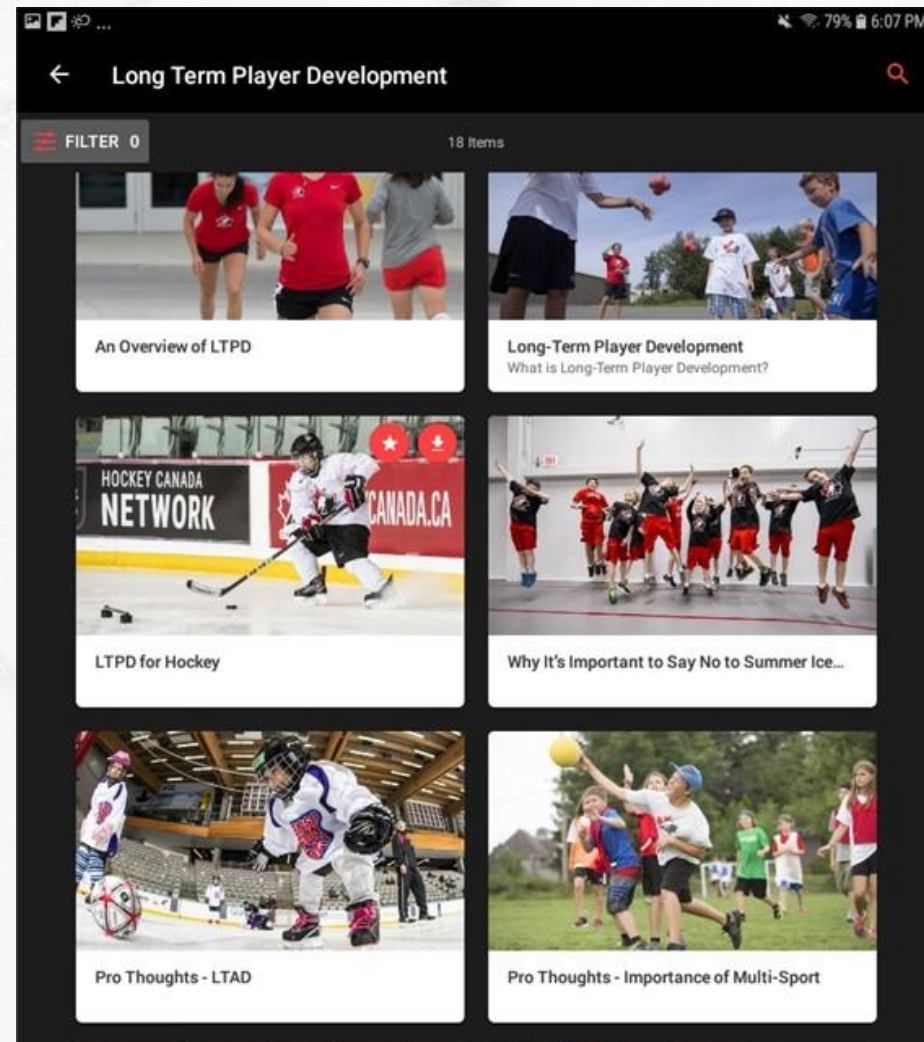 ... 79% 6:07 PM
Long Term Player Development
FILTER 0
18 Items
An Overview of LTPD
Long-Term Player Development
What is Long-Term Player Development?
HOCKEY CANADA
NETWORK
CANADA.CA
LTPD for Hockey
Why It's Important to Say No to Summer Ice...
Pro Thoughts - LTAD
Pro Thoughts - Importance of Multi-Sport